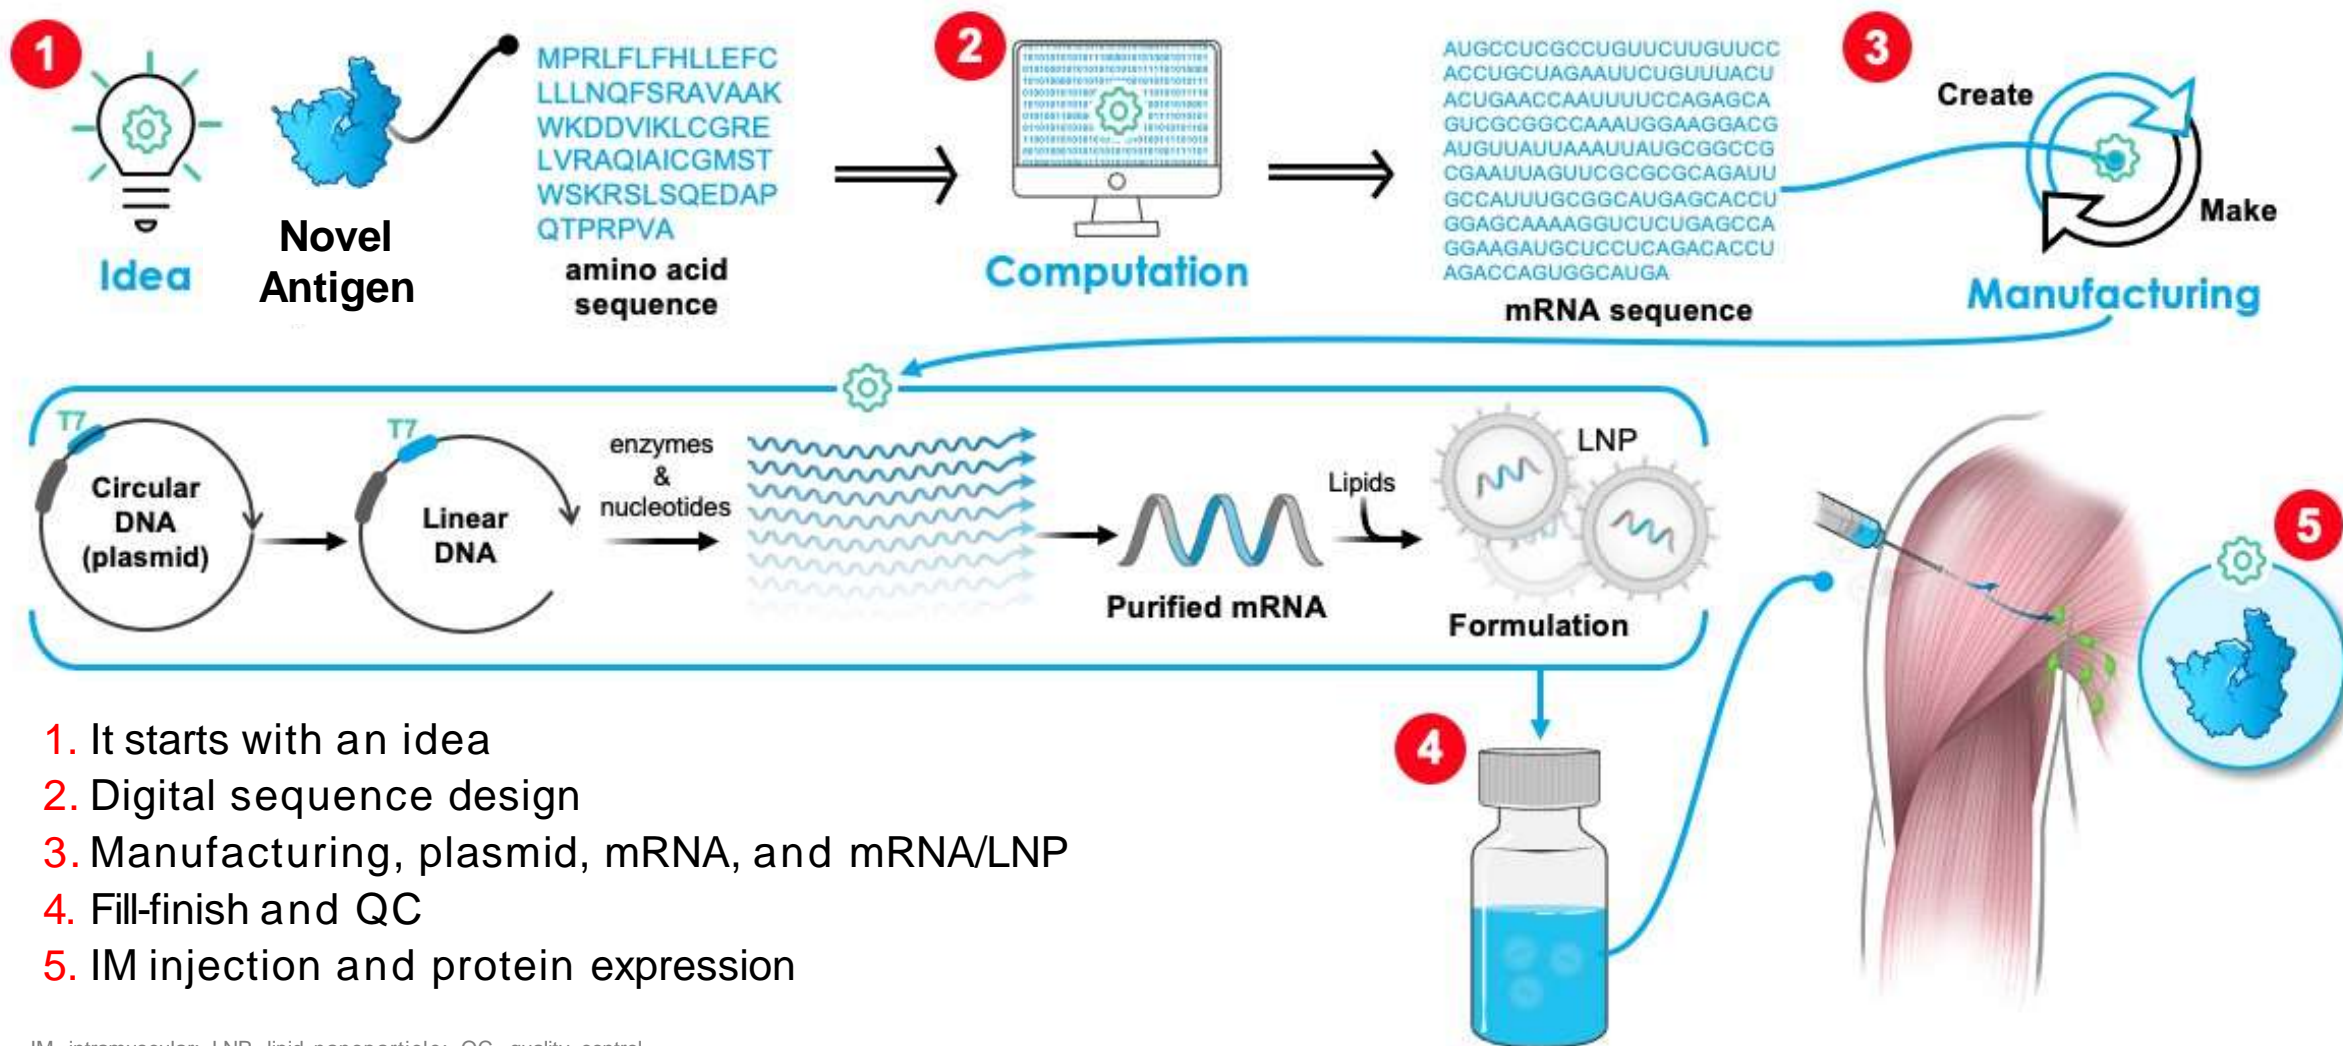 1
Idea
Novel
Antigen
MPRLFLFHLLEFC
LLLNQFSRAVAAK
WKDDVIKLCGRE
LVRAQIAICGMST
WSKRSLSQEDAP
QTPRPVA
amino acid
sequence
2
Computation
AUGCCUCGCCUGUUCUUGUUCC
ACCUGCUAGAAUUCUGUUUACU
ACUGAACCAAUUUUCCAGAGCA
GUCGCGGCCAAAUGGAAGGACG
AUGUUAUUAAAUUAUGCGGCCG
CGAAUUAGUUCGCGCGCAGAUU
GCCAUUUGCGGCAUGAGCACCU
GGAGCAAAAGGUCUCUGAGCCA
GGAAGAUGCUCCUCAGACACCU
AGACCAGUGGCAUGA
mRNA sequence
3
Create
Make
Manufacturing
T7
Circular
DNA
(plasmid)
T7
Linear
DNA
enzymes
&
nucleotides
Purified mRNA
Lipids
LNP
Formulation
4
5
1. It starts with an idea
2. Digital sequence design
3. Manufacturing, plasmid, mRNA, and mRNA/LNP
4. Fill-finish and QC
5. IM injection and protein expression